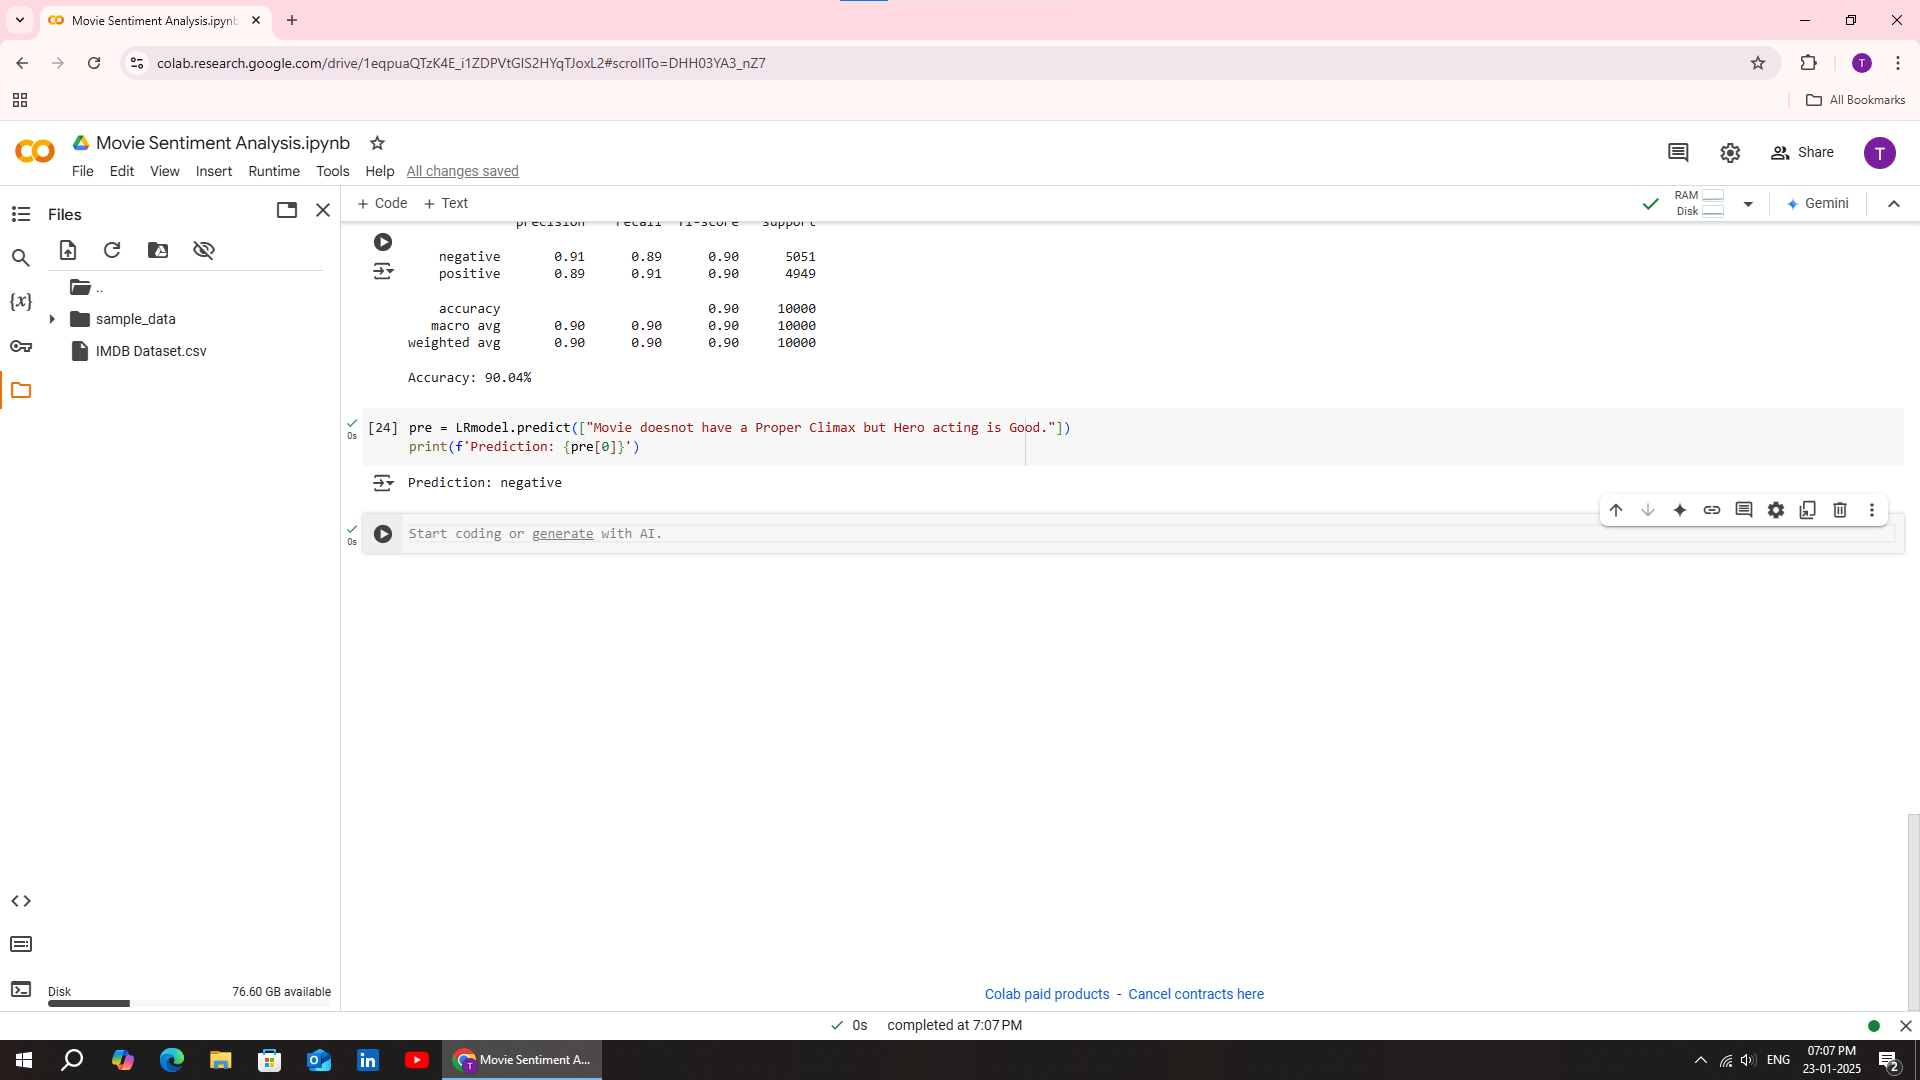 Movie Sentiment Analysis.ipynb
colab.research.google.com/drive/1eqpuaQTzK4E_i1ZDPVtGIS2HYqTJoxL2#scrollTo=DHH03YA3_nZ7
T
All Bookmarks
Movie Sentiment Analysis.ipynb
File Edit View Insert Runtime Tools Help All changes saved
Share
T
Files
+ Code + Text
RAM
Disk
Gemini
..
sample_data
IMDB Dataset.csv
{x}
precision recall f1-score support
negative 0.91 0.89 0.90 5051
positive 0.89 0.91 0.90 4949
accuracy 0.90 10000
macro avg 0.90 0.90 0.90 10000
weighted avg 0.90 0.90 0.90 10000
Accuracy: 90.04%
0s
[24] pre = LRmodel.predict(["Movie doesnot have a Proper Climax but Hero acting is Good."])
print(f'Prediction: {pre[0]}')
Prediction: negative
0s
Start coding or generate with AI.
Disk 76.60 GB available
Colab paid products - Cancel contracts here
0s completed at 7:07 PM
Movie Sentiment A...
ENG
07:07 PM
23-01-2025
2